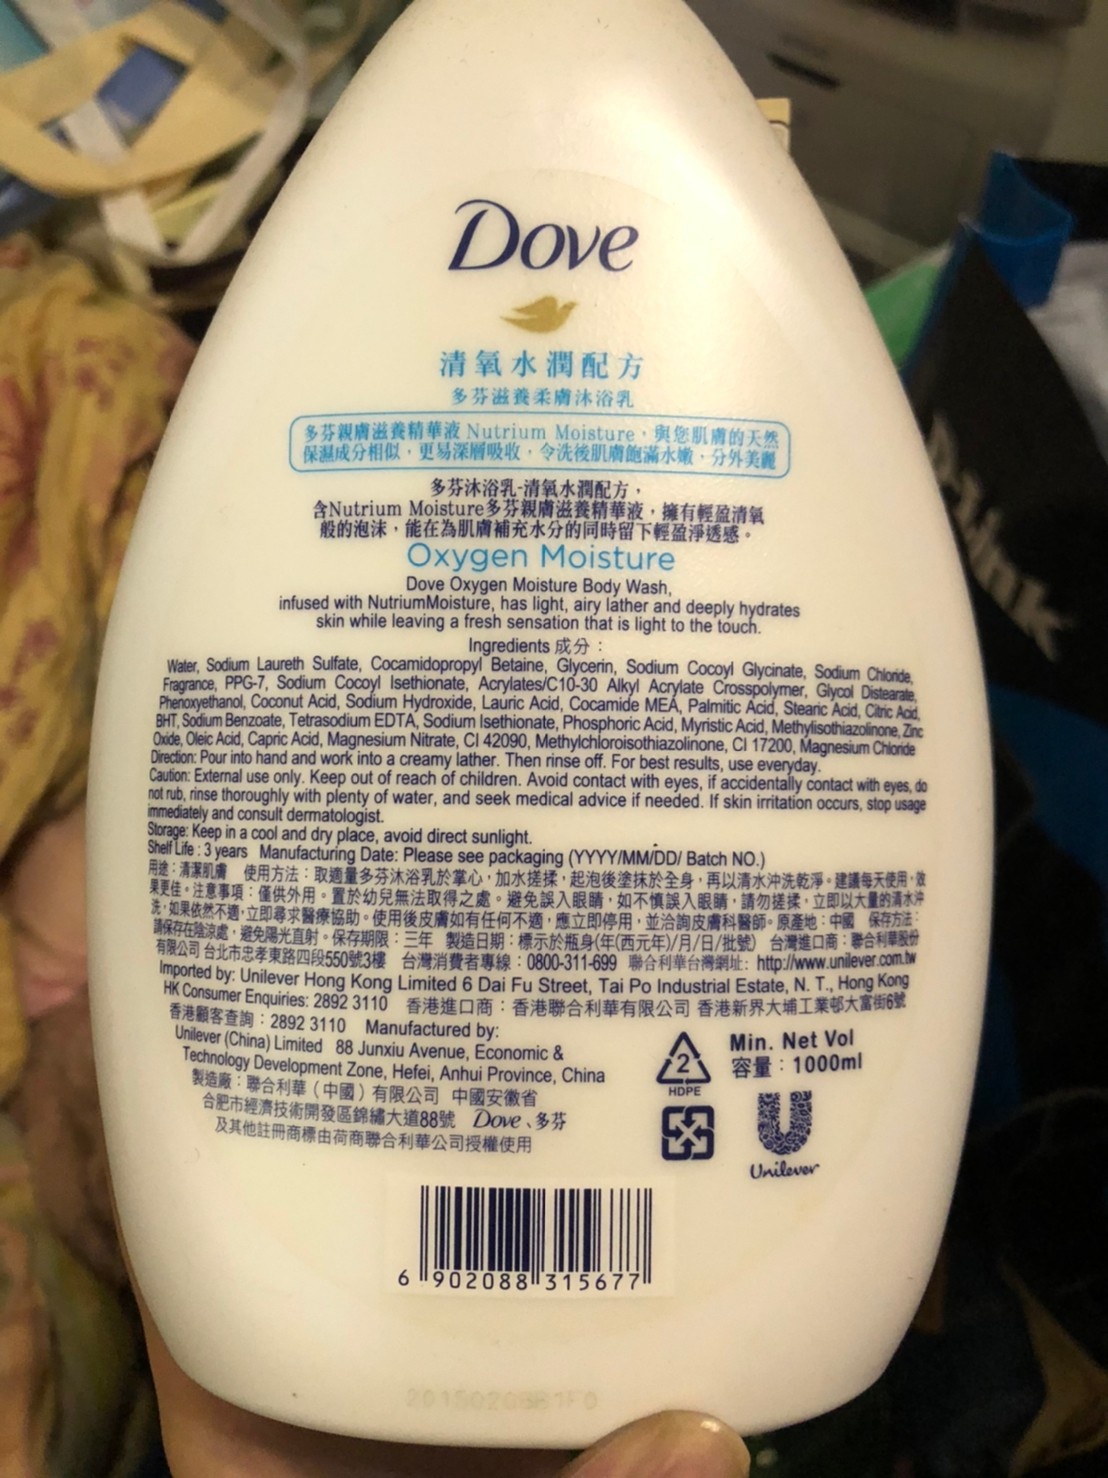 Dove
清氧水潤配方
多芬滋養柔膚沐浴乳
多芬親膚滋養精華液 Nutrium Moisture，與您肌膚的天然
保濕成分相似，更易深層吸收，令洗後肌膚飽滿水嫩，分外美麗
多芬沐浴乳-清氧水潤配方，
含Nutrium Moisture多芬親膚滋養精華液，擁有輕盈清氧
般的泡沫，能在為肌膚補充水分的同時留下輕盈淨透感。
Oxygen Moisture
Dove Oxygen Moisture Body Wash,
infused with NutriumMoisture, has light, airy lather and deeply hydrates
skin while leaving a fresh sensation that is light to the touch.
Ingredients 成分：
Water, Sodium Laureth Sulfate, Cocamidopropyl Betaine, Glycerin, Sodium Cocoyl Glycinate, Sodium Chloride,
Fragrance, PPG-7, Sodium Cocoyl Isethionate, Acrylates/C10-30 Alkyl Acrylate Crosspolymer, Glycol Distearate,
Phenoxyethanol, Coconut Acid, Sodium Hydroxide, Lauric Acid, Cocamide MEA, Palmitic Acid, Stearic Acid, Citric Acid,
BHT, Sodium Benzoate, Tetrasodium EDTA, Sodium Isethionate, Phosphoric Acid, Myristic Acid, Methylisothiazolinone, Zinc
Oxide, Oleic Acid, Capric Acid, Magnesium Nitrate, CI 42090, Methylchloroisothiazolinone, CI 17200, Magnesium Chloride
Direction: Pour into hand and work into a creamy lather. Then rinse off. For best results, use everyday.
Caution: External use only. Keep out of reach of children. Avoid contact with eyes, if accidentally contact with eyes, do
not rub, rinse thoroughly with plenty of water, and seek medical advice if needed. If skin irritation occurs, stop usage
immediately and consult dermatologist.
Storage: Keep in a cool and dry place, avoid direct sunlight.
Shelf Life : 3 years Manufacturing Date: Please see packaging (YYYY/MM/DD/ Batch NO.)
用途：清潔肌膚 使用方法：取適量多芬沐浴乳於掌心，加水搓揉，起泡後塗抹於全身，再以清水沖洗乾淨。建議每天使用，效
果更佳。注意事項：僅供外用。置於幼兒無法取得之處。避免誤入眼睛，如不慎誤入眼睛，請勿搓揉，立即以大量的清水沖
洗，如果依然不適，立即尋求醫療協助。使用後皮膚如有任何不適，應立即停用，並洽詢皮膚科醫師。原產地：中國 保存方法：
請保存在陰涼處，避免陽光直射。保存期限：三年 製造日期：標示於瓶身(年(西元年)/月/日/批號) 台灣進口商：聯合利華股份
有限公司 台北市忠孝東路四段550號3樓 台灣消費者專線：0800-311-699 聯合利華台灣網址: http://www.unilever.com.tw
Imported by: Unilever Hong Kong Limited 6 Dai Fu Street, Tai Po Industrial Estate, N. T., Hong Kong
HK Consumer Enquiries: 2892 3110 香港進口商：香港聯合利華有限公司 香港新界大埔工業邨大富街6號
香港顧客查詢：2892 3110 Manufactured by:
Unilever (China) Limited 88 Junxiu Avenue, Economic &
Technology Development Zone, Hefei, Anhui Province, China
製造廠：聯合利華（中國）有限公司 中國安徽省
合肥市經濟技術開發區錦繡大道88號 Dove、多芬
及其他註冊商標由荷商聯合利華公司授權使用
2
HDPE
Min. Net Vol
容量：1000ml
Unilever
6 902088 315677